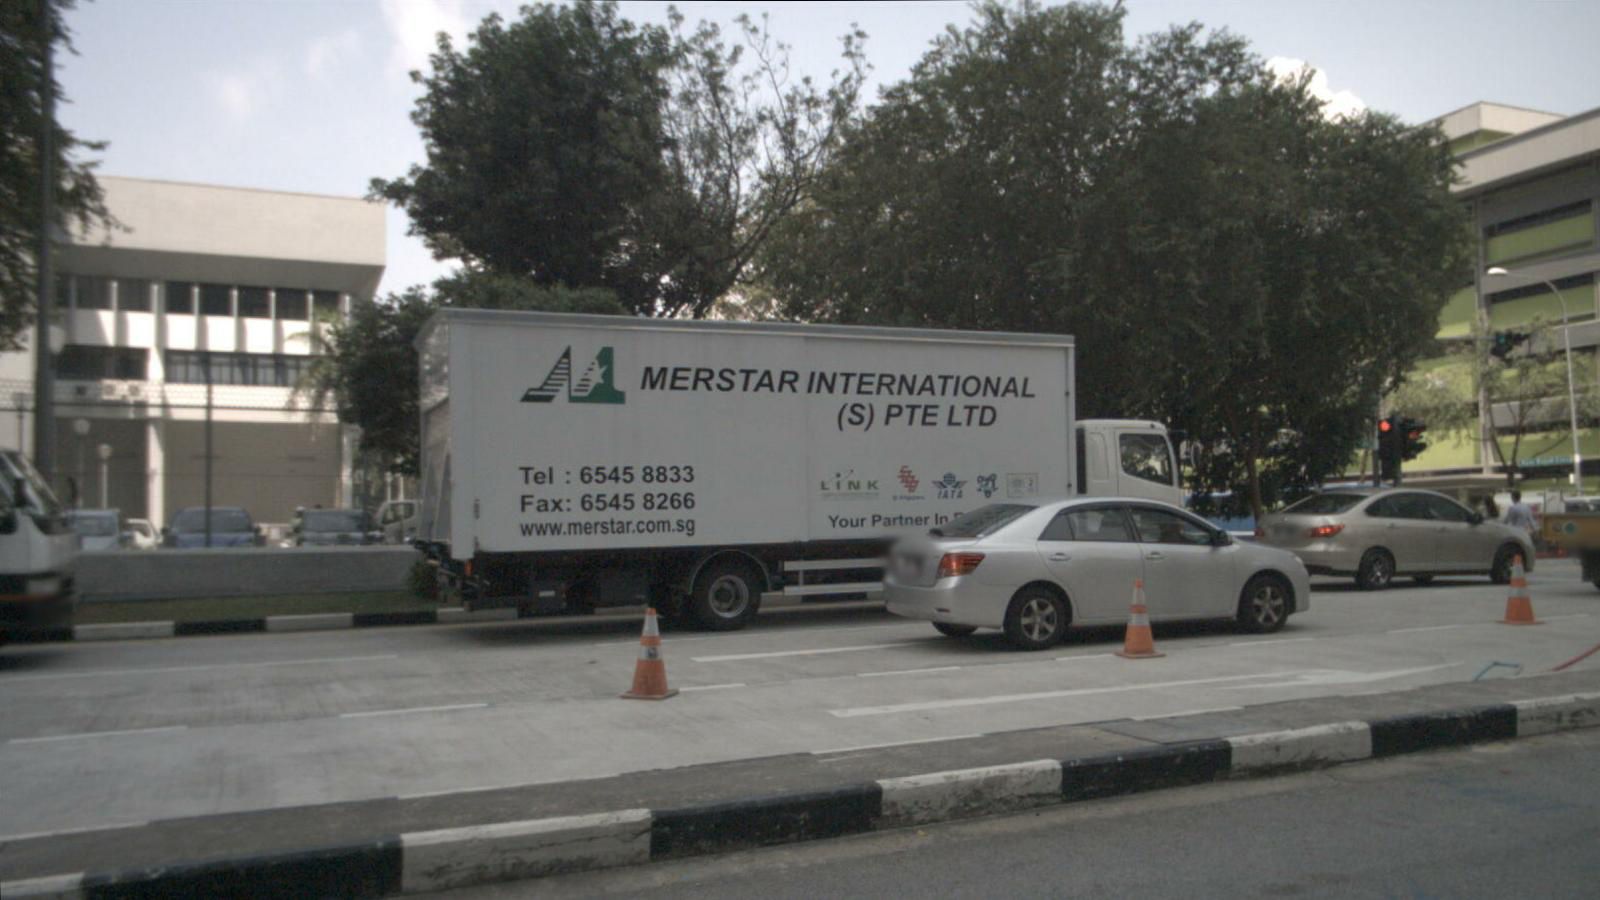 MERSTAR INTERNATIONAL
(S) PTE LTD
Tel : 6545 8833
Fax: 6545 8266
www.merstar.com.sg
LINK
IATA
Your Partner In